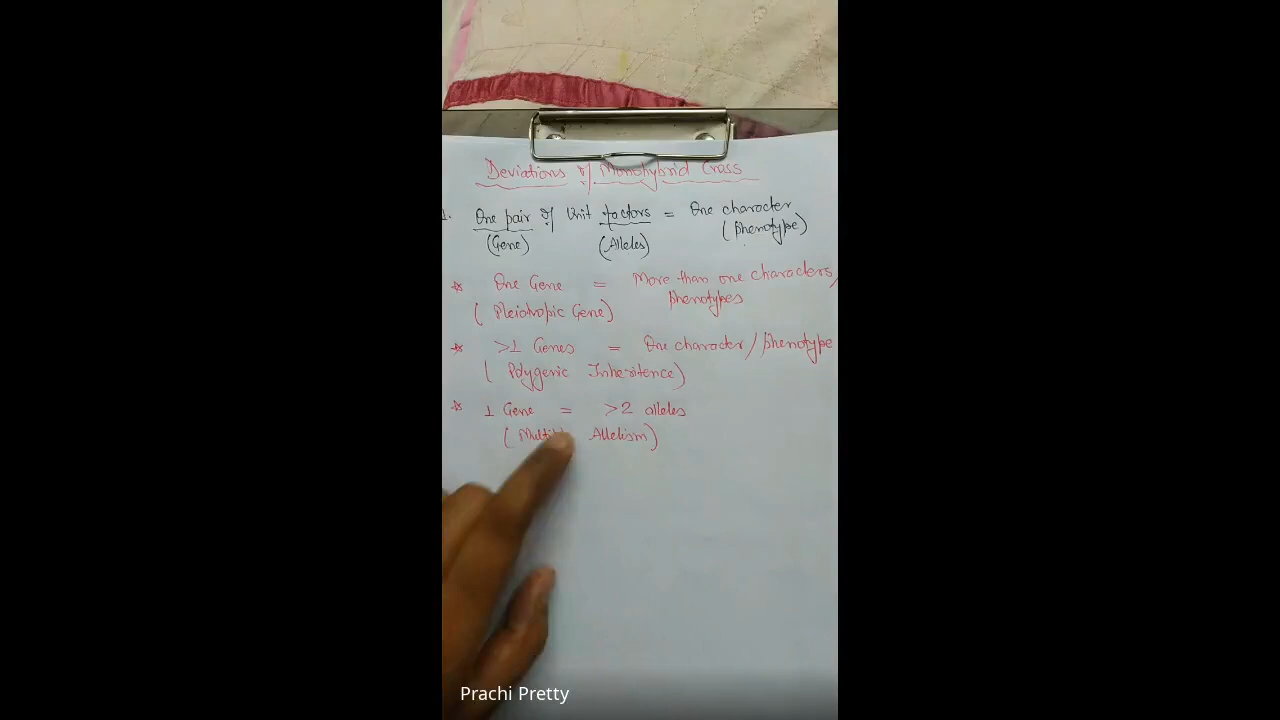 Deviations of Monohybrid Cross
1. One pair of Unit factors = One character
(Gene) (Alleles) (Phenotype)
☆ One Gene = More than one characters/
(Pleiotropic Gene) phenotypes
☆ >1 Genes = One character/phenotype
(Polygenic Inheritence)
☆ 1 Gene = >2 alleles
( Allelism)
Prachi Pretty